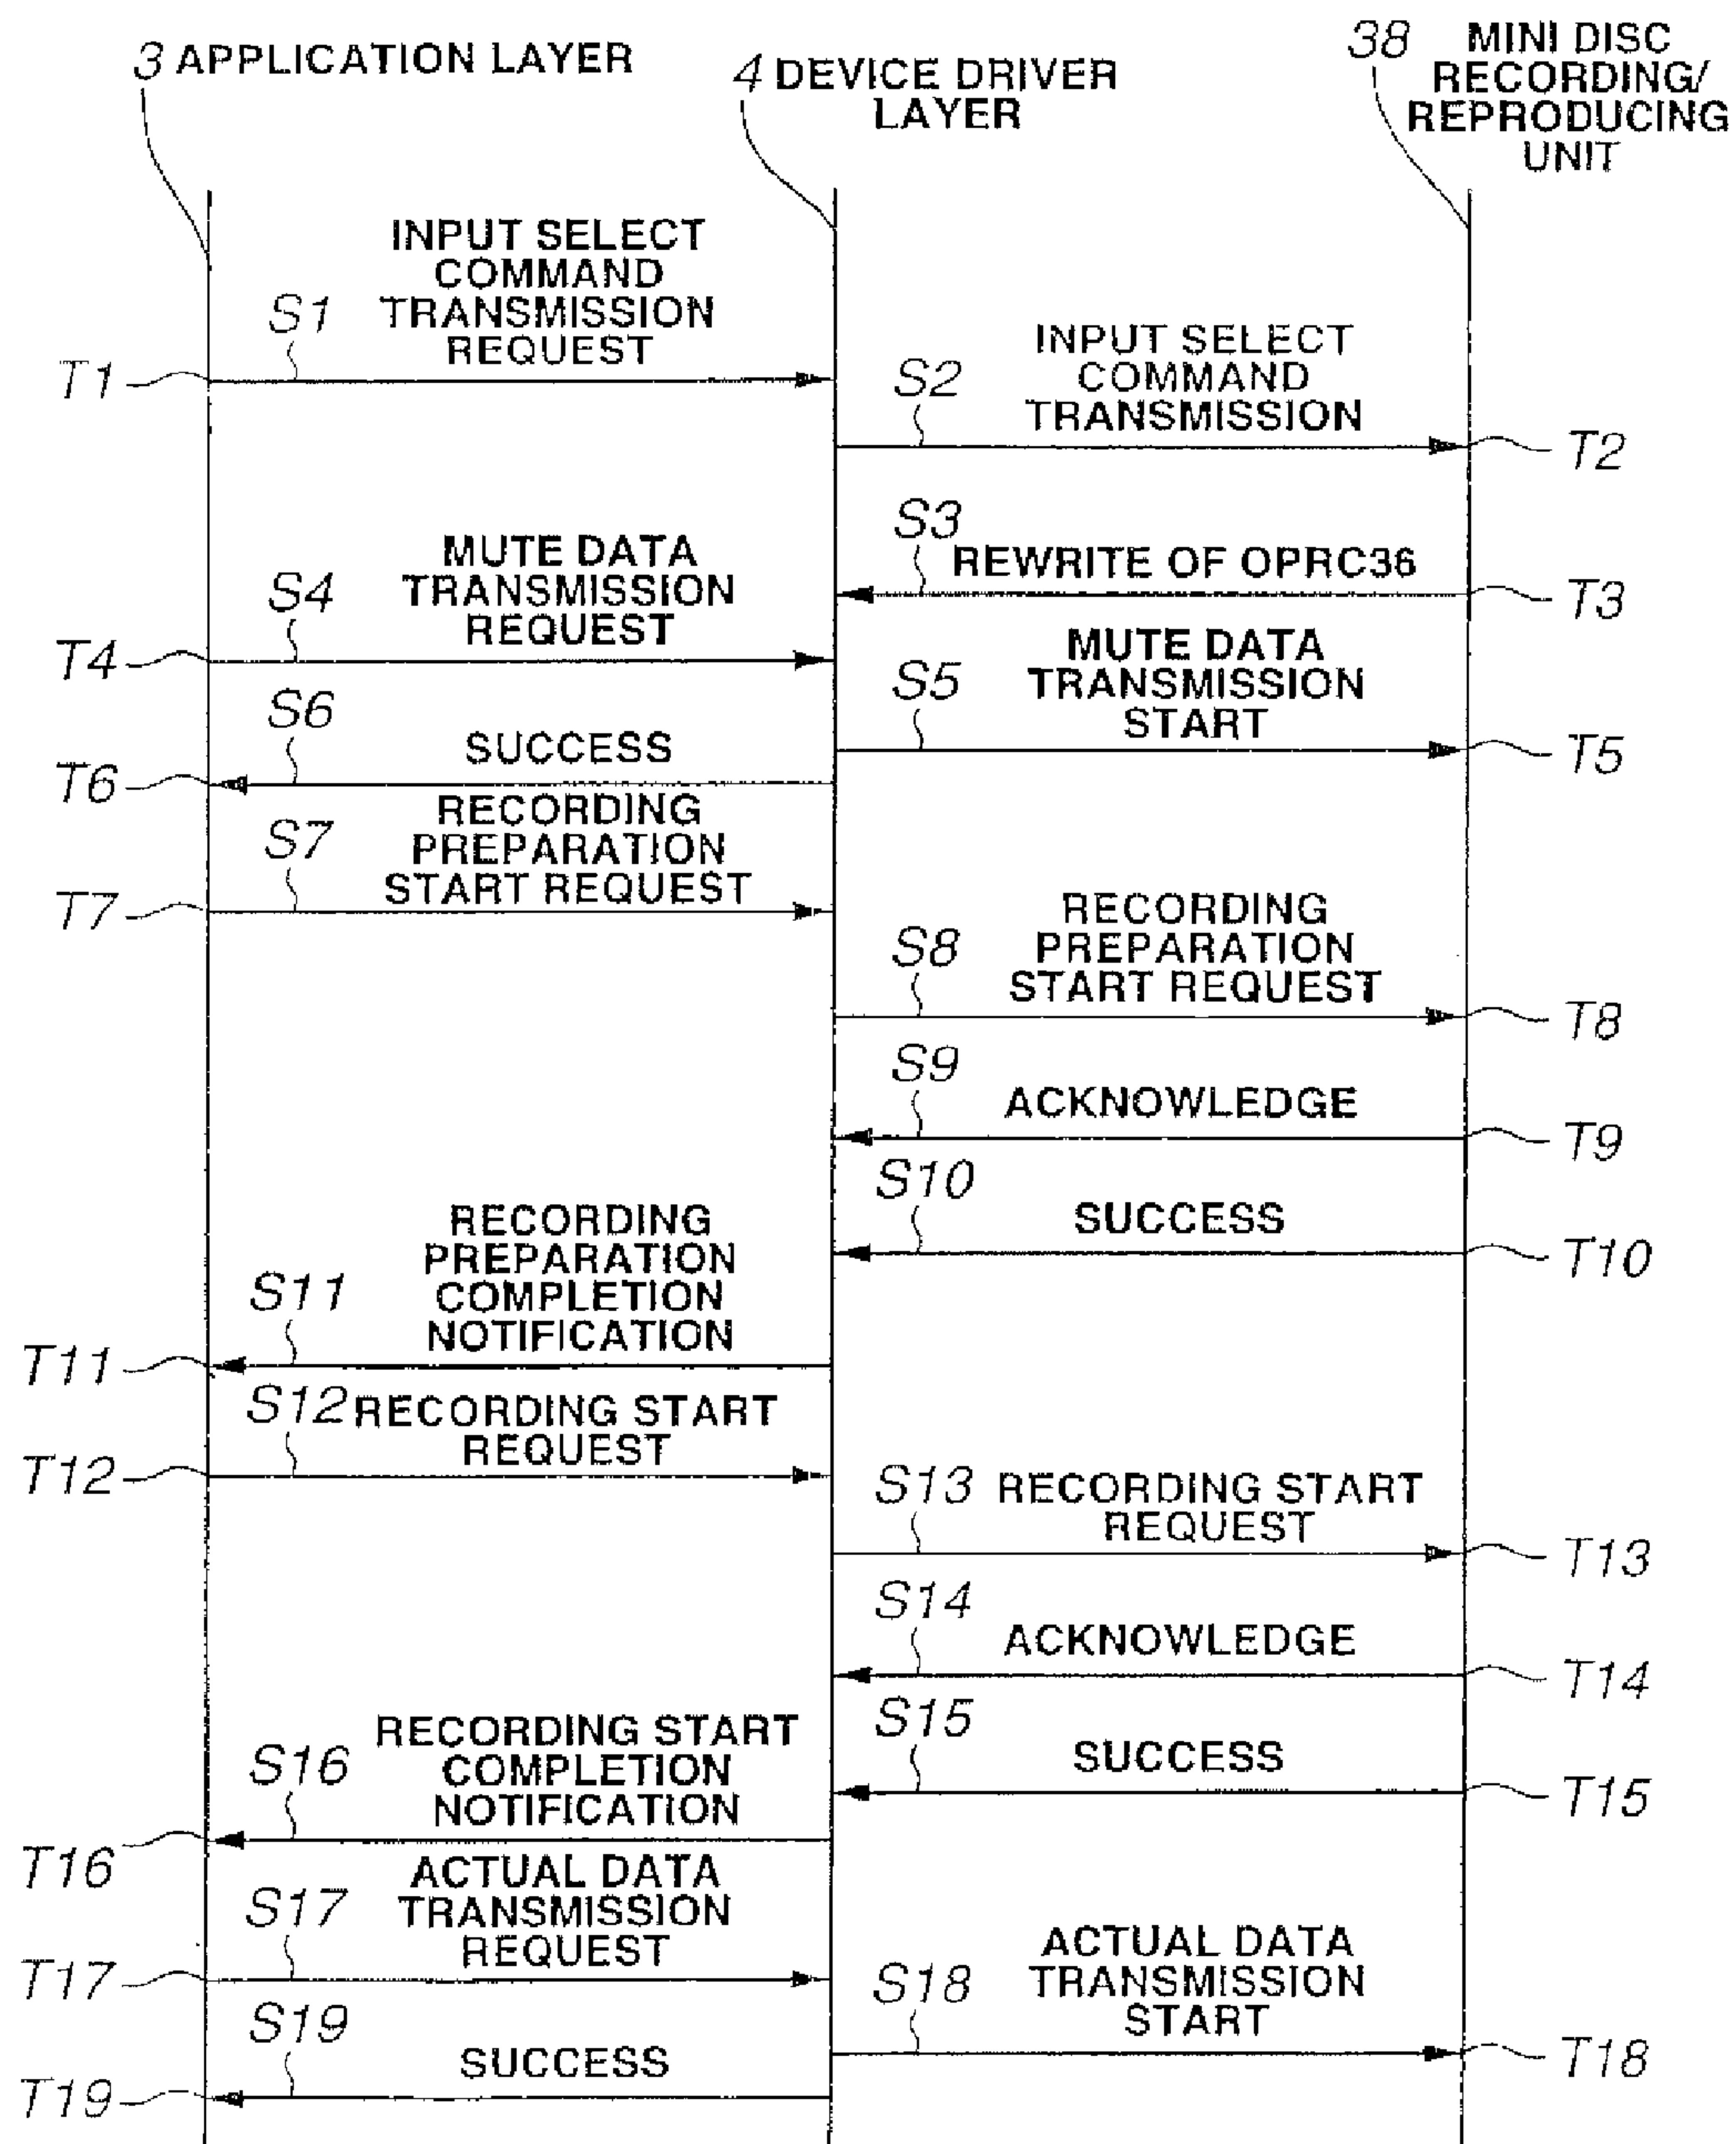 3 APPLICATION LAYER
4 DEVICE DRIVER
LAYER
38 MINI DISC
RECORDING/
REPRODUCING
UNIT
INPUT SELECT
COMMAND
TRANSMISSION
REQUEST
S1
T1
INPUT SELECT
COMMAND
TRANSMISSION
S2
T2
S3
REWRITE OF OPRC36
T3
MUTE DATA
TRANSMISSION
REQUEST
S4
T4
MUTE DATA
TRANSMISSION
START
S5
T5
S6
SUCCESS
T6
RECORDING
PREPARATION
START REQUEST
S7
T7
RECORDING
PREPARATION
START REQUEST
S8
T8
S9
ACKNOWLEDGE
T9
S10
SUCCESS
T10
RECORDING
PREPARATION
COMPLETION
NOTIFICATION
S11
T11
S12 RECORDING START
REQUEST
T12
S13 RECORDING START
REQUEST
T13
S14
ACKNOWLEDGE
T14
S15
SUCCESS
T15
RECORDING START
COMPLETION
NOTIFICATION
S16
T16
ACTUAL DATA
TRANSMISSION
REQUEST
S17
T17
ACTUAL DATA
TRANSMISSION
START
S18
T18
S19
SUCCESS
T19